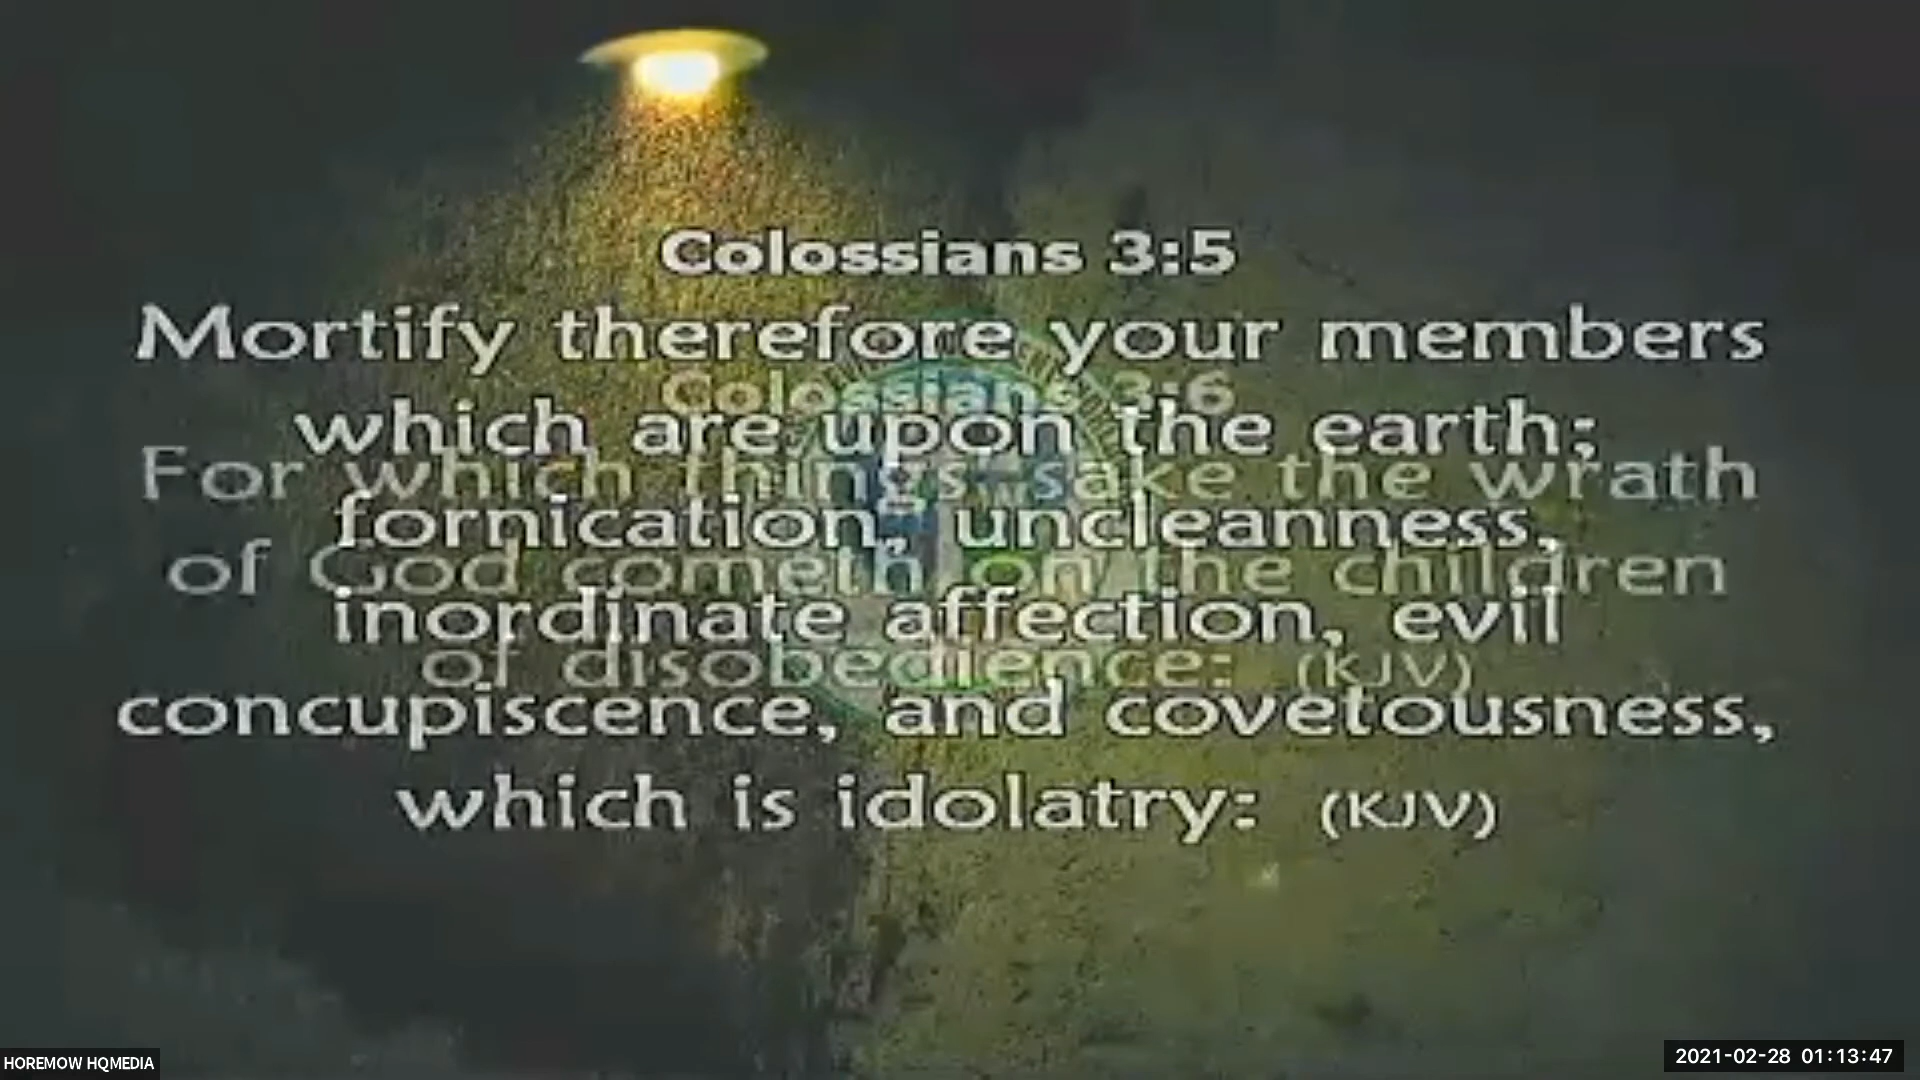 Colossians 3:5
Mortify therefore your members
which are upon the earth;
fornication, uncleanness,
inordinate affection, evil
concupiscence, and covetousness,
which is idolatry: (KJV)
Colossians 3:6
For which things' sake the wrath
of God cometh on the children
of disobedience: (KJV)
HOREMOW HQMEDIA
2021-02-28 01:13:47